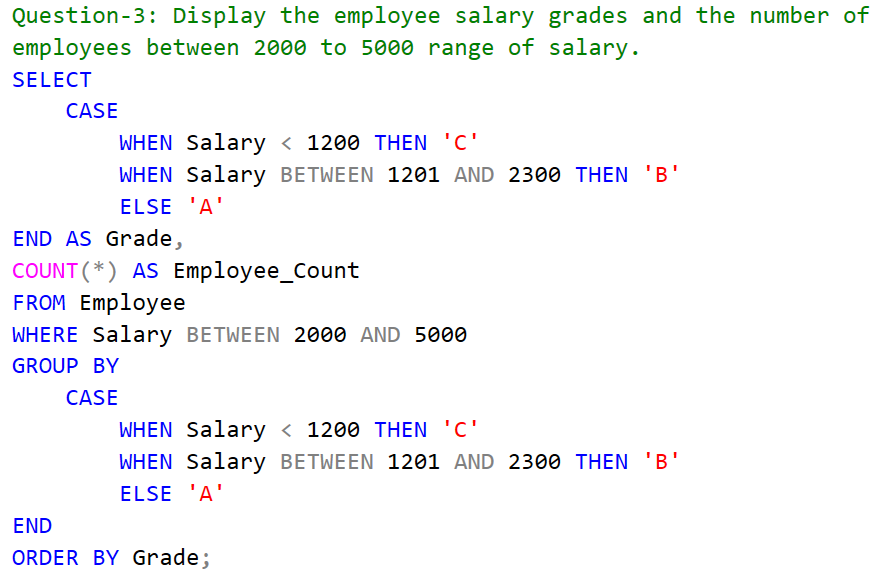 Question-3: Display the employee salary grades and the number of
employees between 2000 to 5000 range of salary.
SELECT
    CASE
        WHEN Salary < 1200 THEN 'C'
        WHEN Salary BETWEEN 1201 AND 2300 THEN 'B'
        ELSE 'A'
END AS Grade,
COUNT(*) AS Employee_Count
FROM Employee
WHERE Salary BETWEEN 2000 AND 5000
GROUP BY
    CASE
        WHEN Salary < 1200 THEN 'C'
        WHEN Salary BETWEEN 1201 AND 2300 THEN 'B'
        ELSE 'A'
END
ORDER BY Grade;